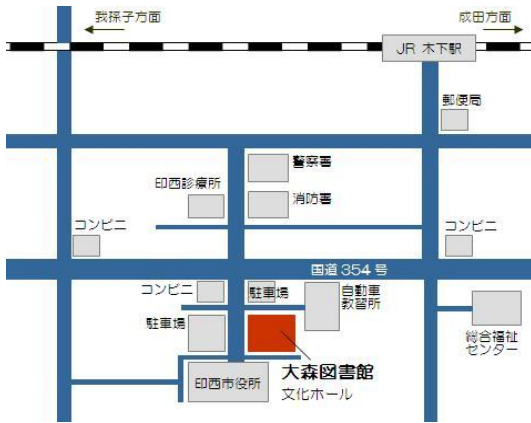 我孫子方面
成田方面
JR 木下駅
郵便局
警察署
印西診療所
消防署
コンビニ
コンビニ
国道354号
コンビニ
駐車場
自動車
教習所
駐車場
総合福祉
センター
大森図書館
印西市役所
文化ホール